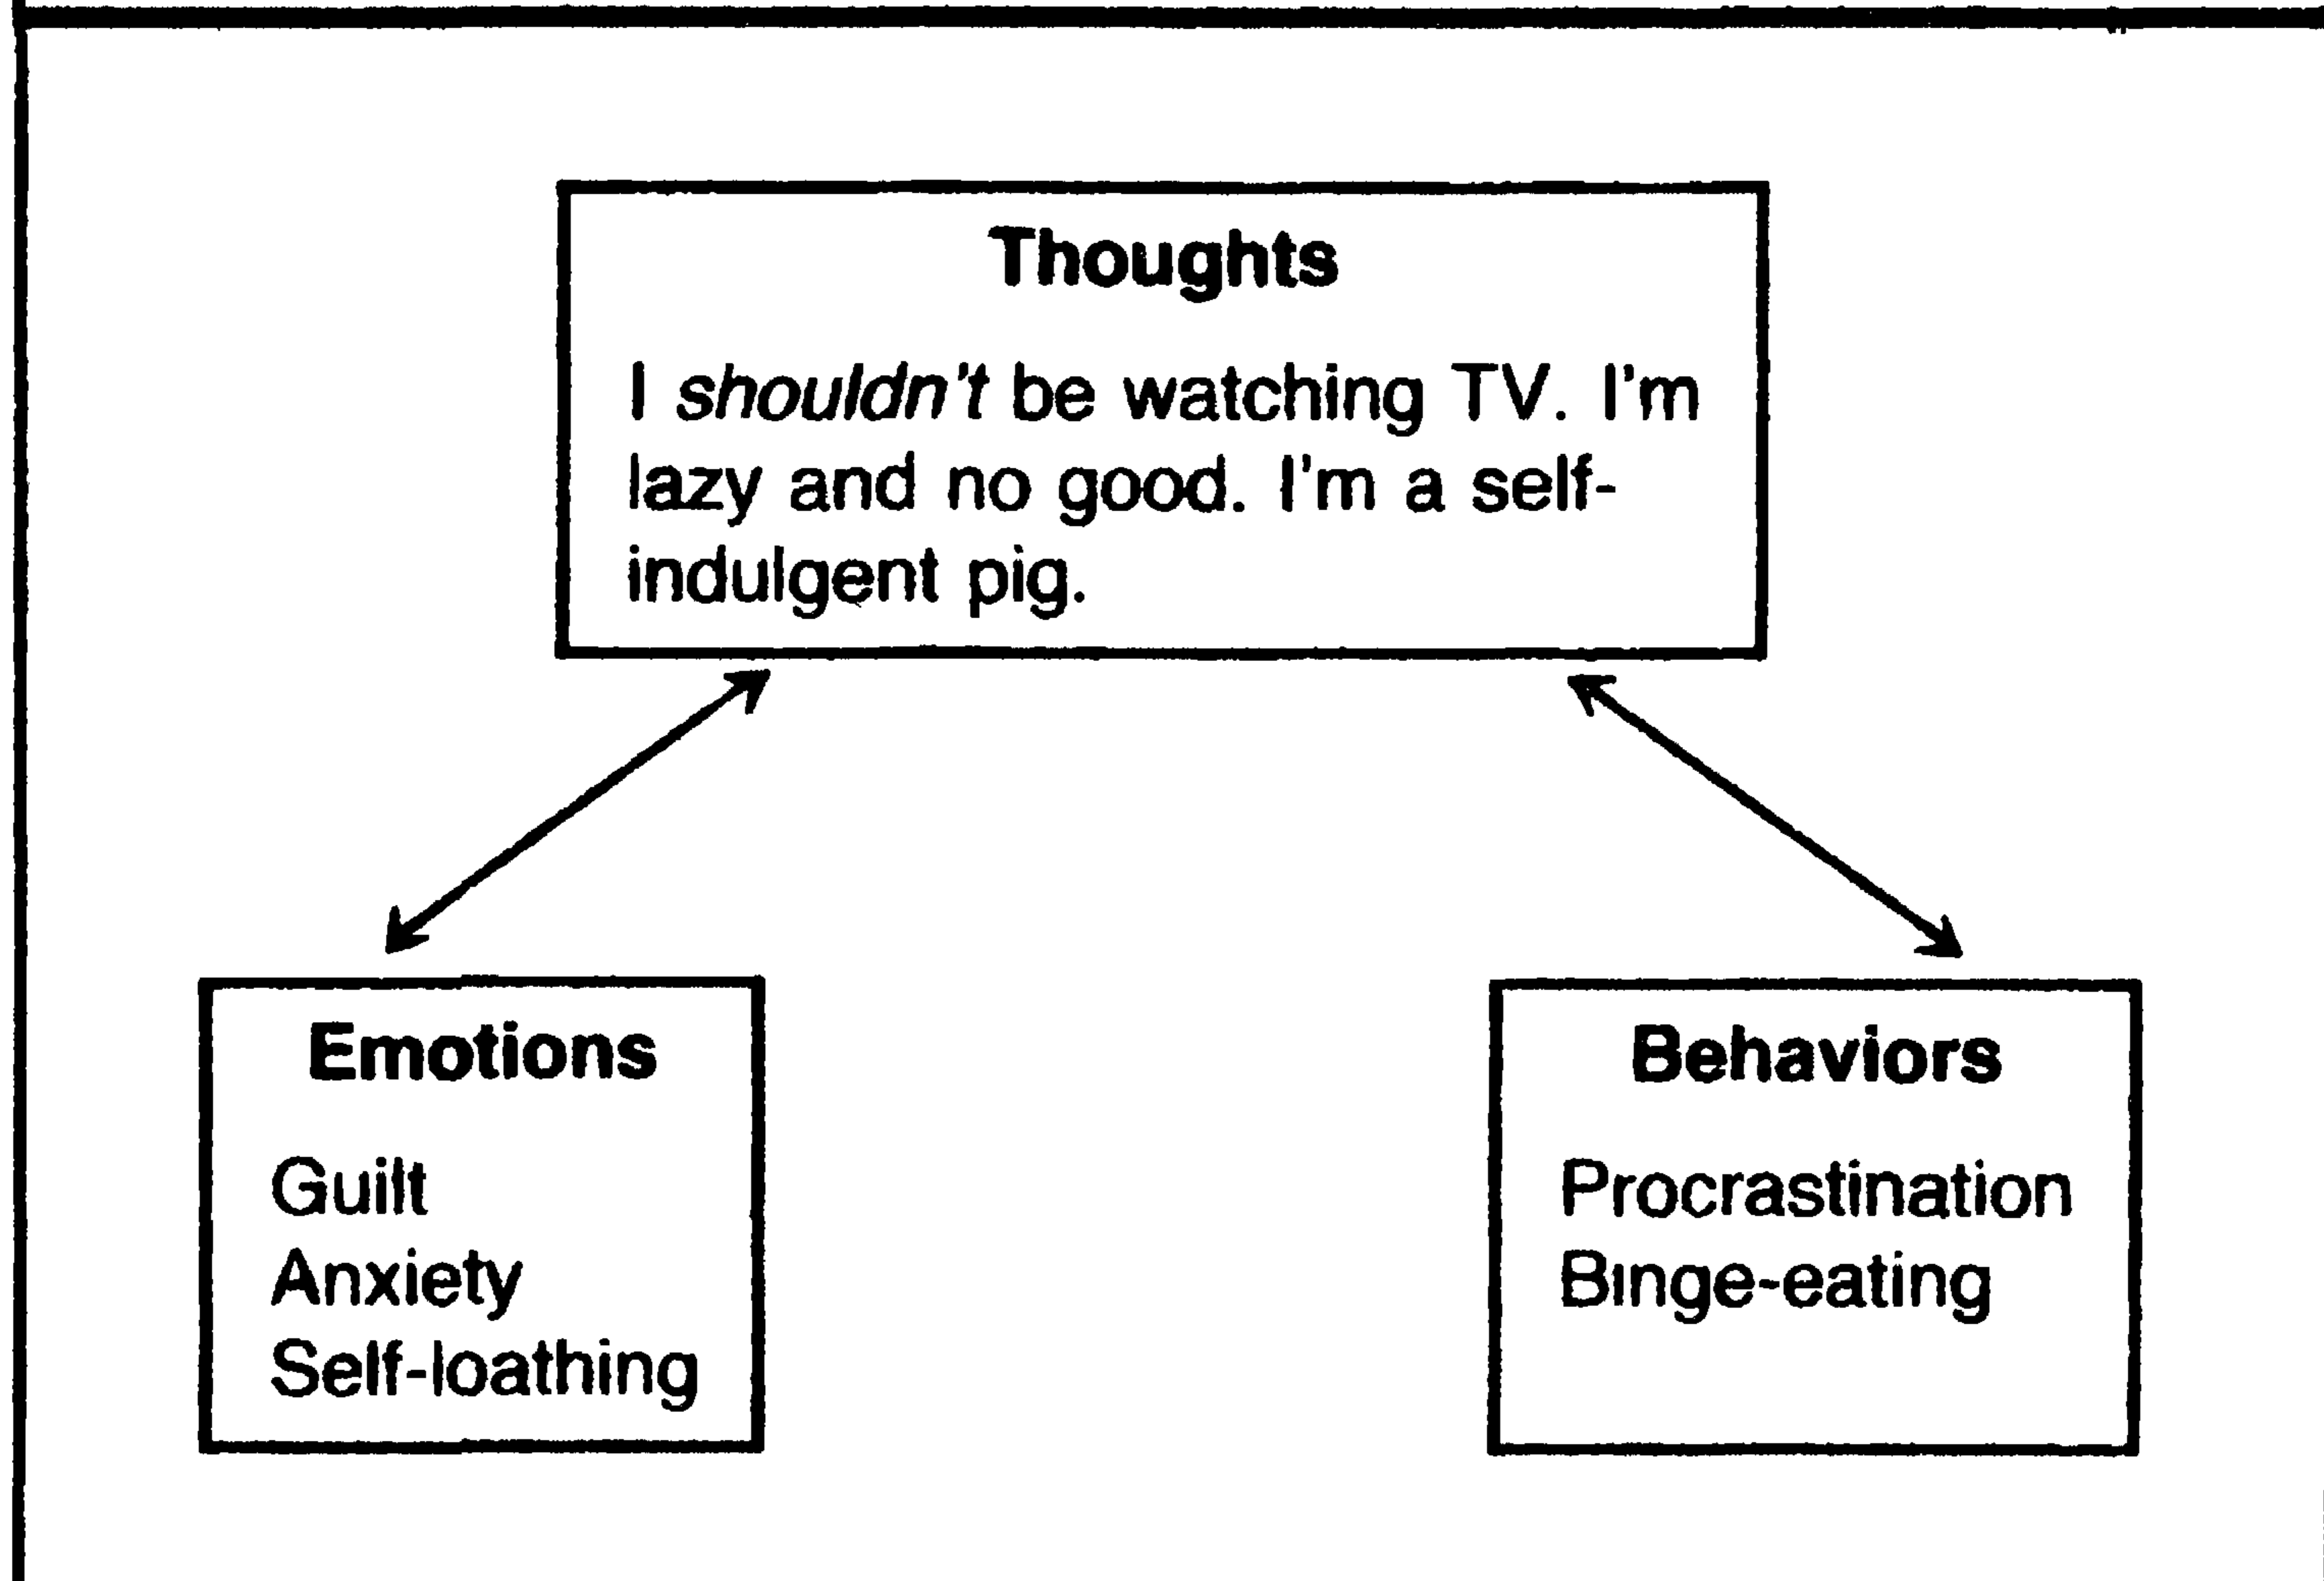 Thoughts
I shouldn't be watching TV. I'm
lazy and no good. I'm a self-
indulgent pig.
Emotions
Guilt
Anxiety
Self-loathing
Behaviors
Procrastination
Binge-eating